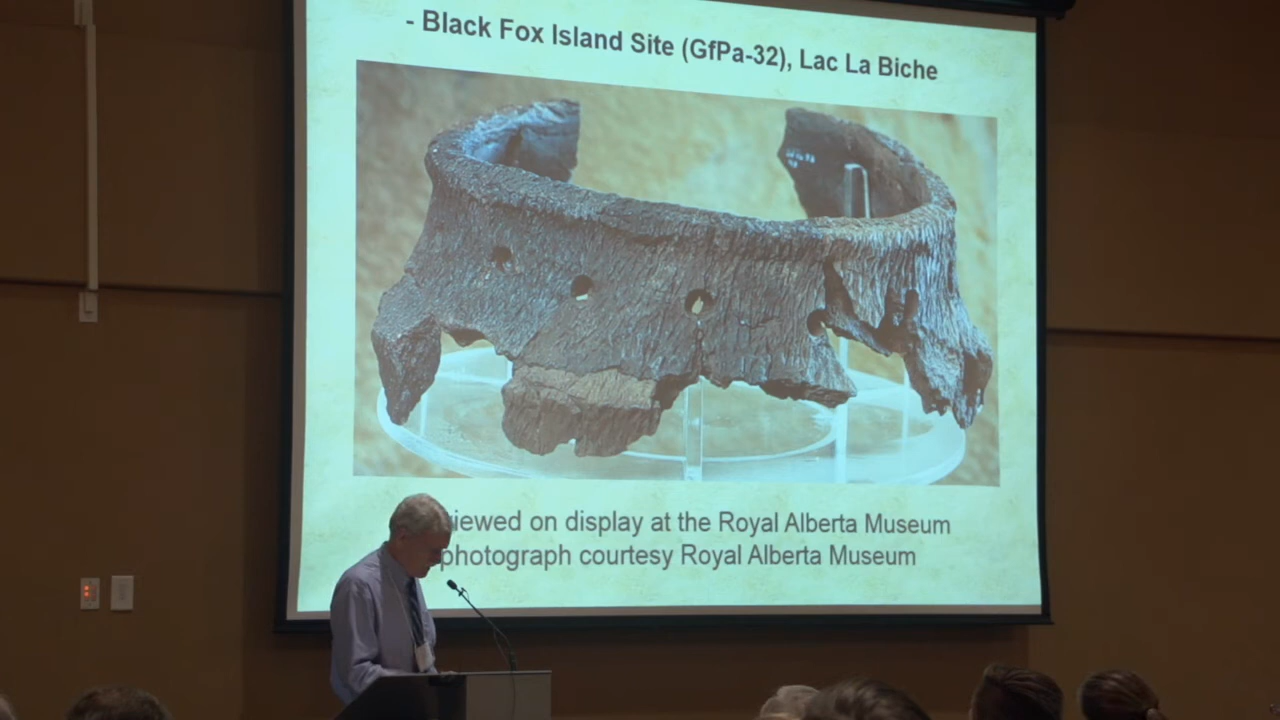 - Black Fox Island Site (GfPa-32), Lac La Biche
iewed on display at the Royal Alberta Museum
photograph courtesy Royal Alberta Museum